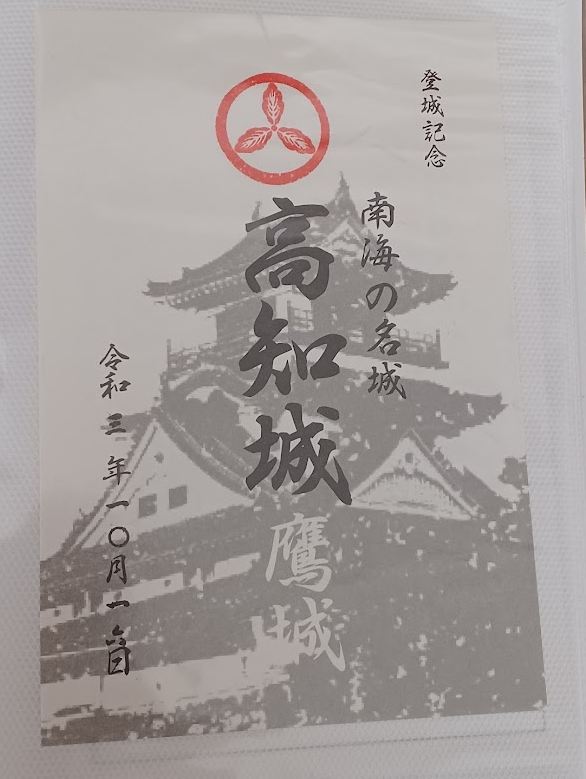 登城記念
南海の名城
高知城
鷹城
令和三年一〇月一六日